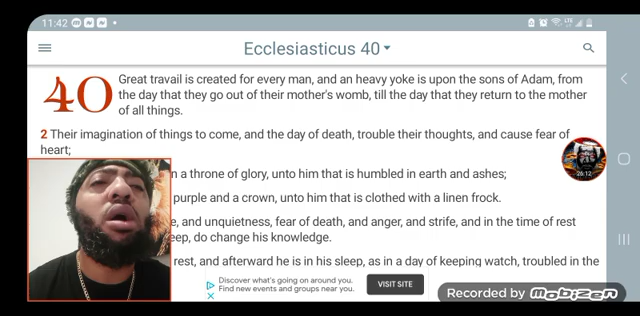 11:42
LTE
Ecclesiasticus 40
40
Great travail is created for every man, and an heavy yoke is upon the sons of Adam, from
the day that they go out of their mother's womb, till the day that they return to the mother
of all things.
2 Their imagination of things to come, and the day of death, trouble their thoughts, and cause fear of
heart;
n a throne of glory, unto him that is humbled in earth and ashes;
purple and a crown, unto him that is clothed with a linen frock.
e, and unquietness, fear of death, and anger, and strife, and in the time of rest
eep, do change his knowledge.
rest, and afterward he is in his sleep, as in a day of keeping watch, troubled in the
26:12
Discover what's going on around you.
Find new events and groups near you.
VISIT SITE
Recorded by Mobizen